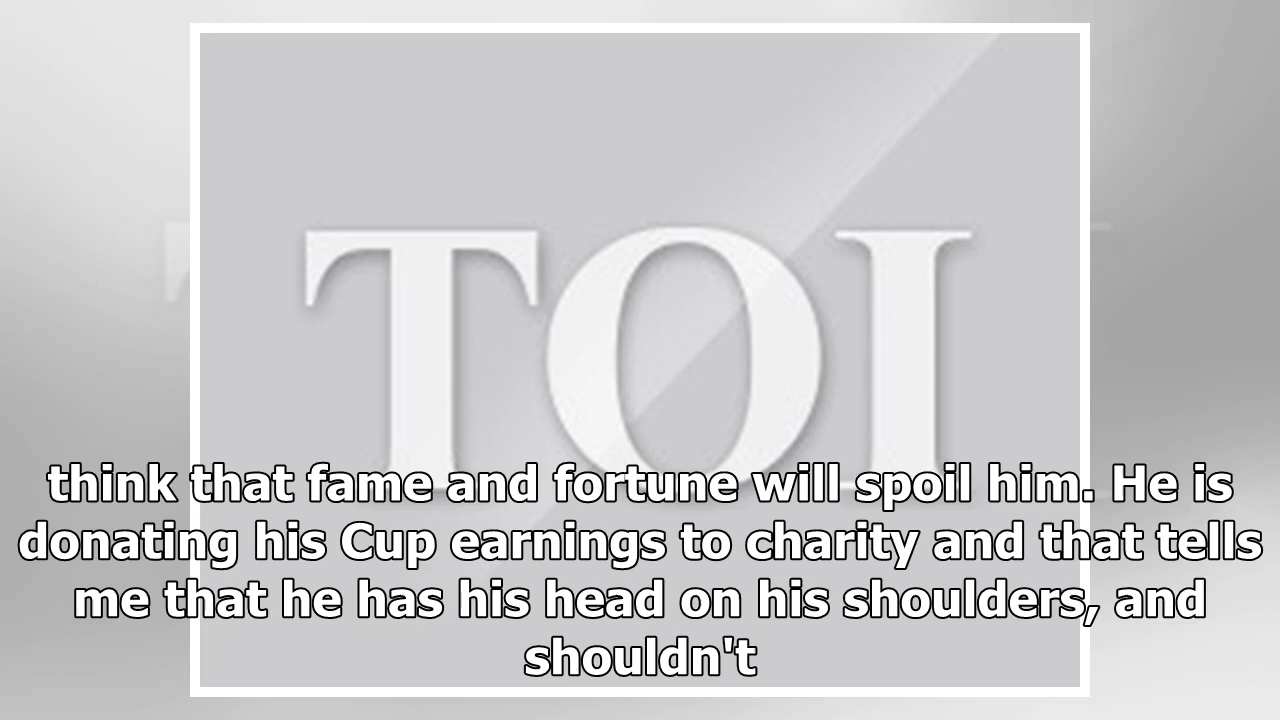 TOI
think that fame and fortune will spoil him. He is
donating his Cup earnings to charity and that tells
me that he has his head on his shoulders, and
shouldn't